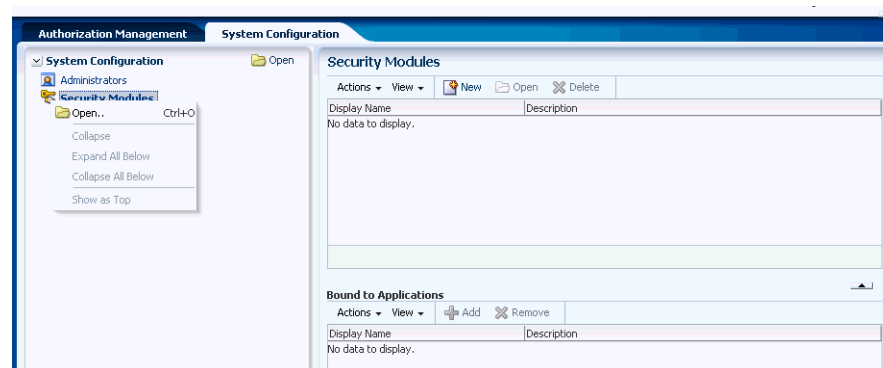 Authorization Management System Configuration
System Configuration Open
Administrators
Security Modules
Open.. Ctrl+O
Collapse
Expand All Below
Collapse All Below
Show as Top
Security Modules
Actions View New Open Delete
Display Name Description
No data to display.
Bound to Applications
Actions View Add Remove
Display Name Description
No data to display.